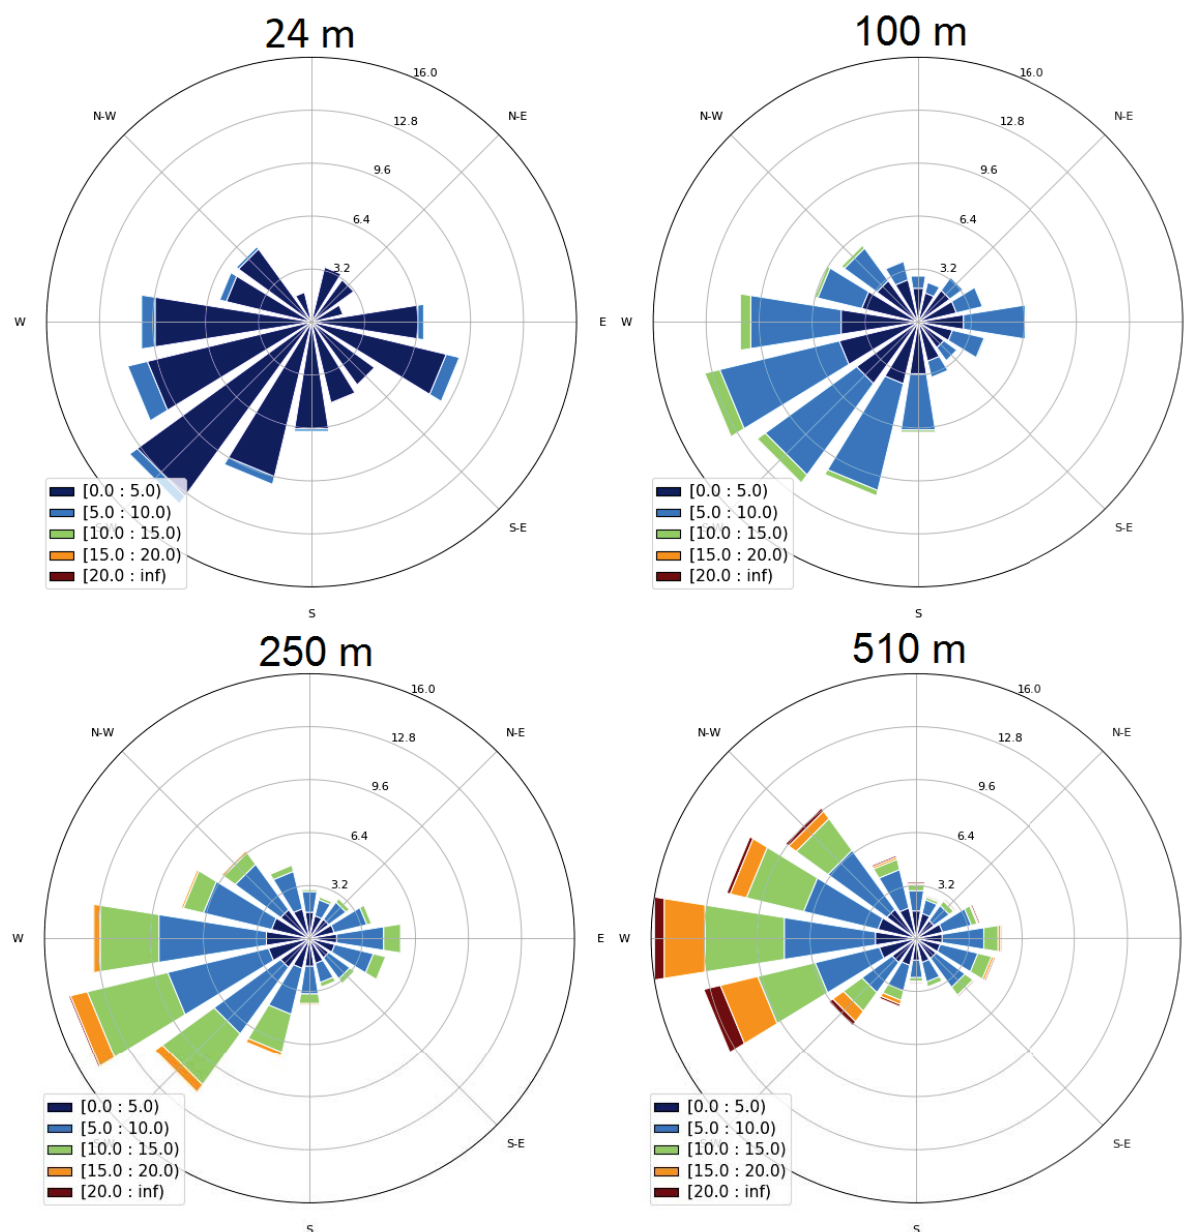 24 m
100 m
16.0
12.8
9.6
6.4
3.2
N-W
N-E
W
E
S-W
S-E
S
[0.0 : 5.0)
[5.0 : 10.0)
[10.0 : 15.0)
[15.0 : 20.0)
[20.0 : inf)
16.0
12.8
9.6
6.4
3.2
N-W
N-E
W
S-W
S-E
S
[0.0 : 5.0)
[5.0 : 10.0)
[10.0 : 15.0)
[15.0 : 20.0)
[20.0 : inf)
250 m
510 m
16.0
12.8
9.6
6.4
3.2
N-W
N-E
W
E
S-W
S-E
S
[0.0 : 5.0)
[5.0 : 10.0)
[10.0 : 15.0)
[15.0 : 20.0)
[20.0 : inf)
16.0
12.8
9.6
6.4
3.2
N-W
N-E
W
S-W
S-E
S
[0.0 : 5.0)
[5.0 : 10.0)
[10.0 : 15.0)
[15.0 : 20.0)
[20.0 : inf)